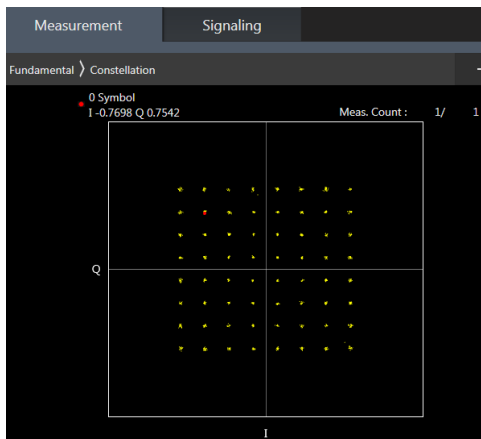 Measurement Signaling
Fundamental 〉 Constellation
0 Symbol
I -0.7698 Q 0.7542 Meas. Count : 1/ 1
Q
I